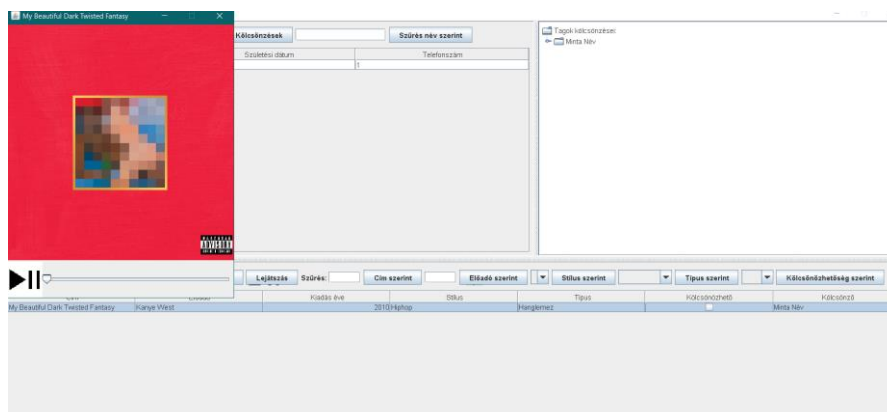 My Beautiful Dark Twisted Fantasy
Kölcsönzések
Szűrés név szerint
Születési dátum
Telefonszám
1
Tagok kölcsönzései:
Minta Név
ADVISORY
Lejátszás
Szűrés:
Cím szerint
Előadó szerint
Stílus szerint
Típus szerint
Kölcsönözhetőség szerint
Kiadás éve
Stílus
Típus
Kölcsönözhető
Kölcsönző
My Beautiful Dark Twisted Fantasy
Kanye West
2010
Hiphop
Hanglemez
Minta Név